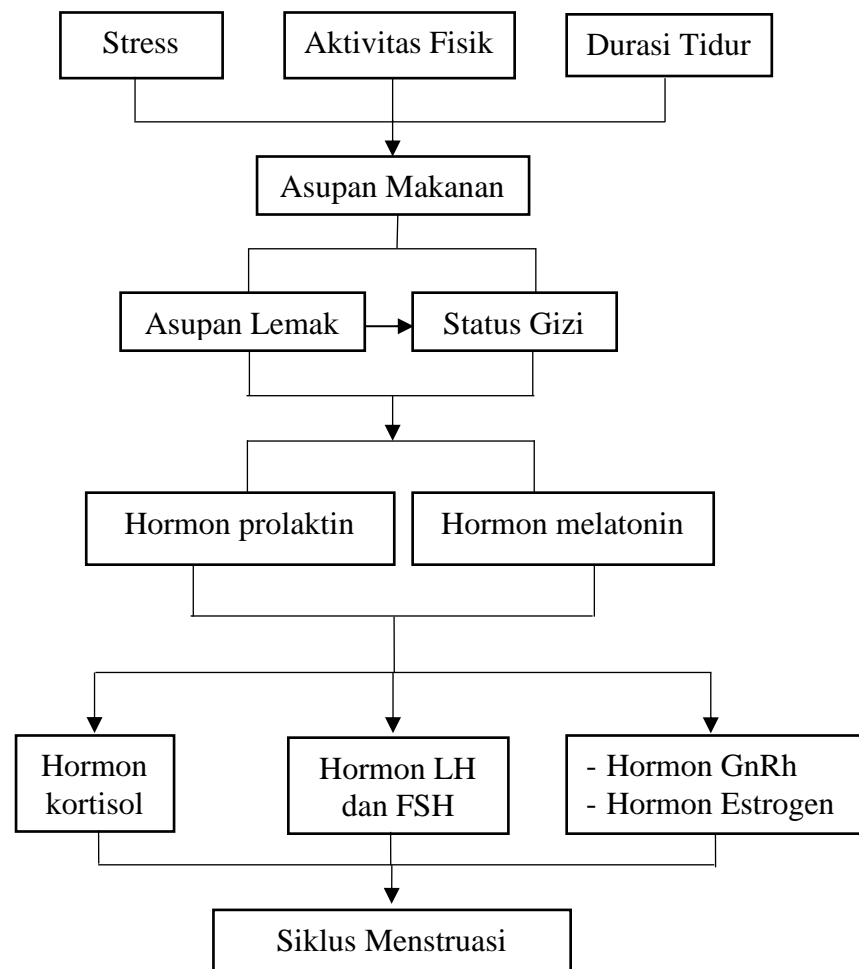 Stress
Aktivitas Fisik
Durasi Tidur
Asupan Makanan
Asupan Lemak
Status Gizi
Hormon prolaktin
Hormon melatonin
Hormon
kortisol
Hormon LH
dan FSH
- Hormon GnRh
- Hormon Estrogen
Siklus Menstruasi